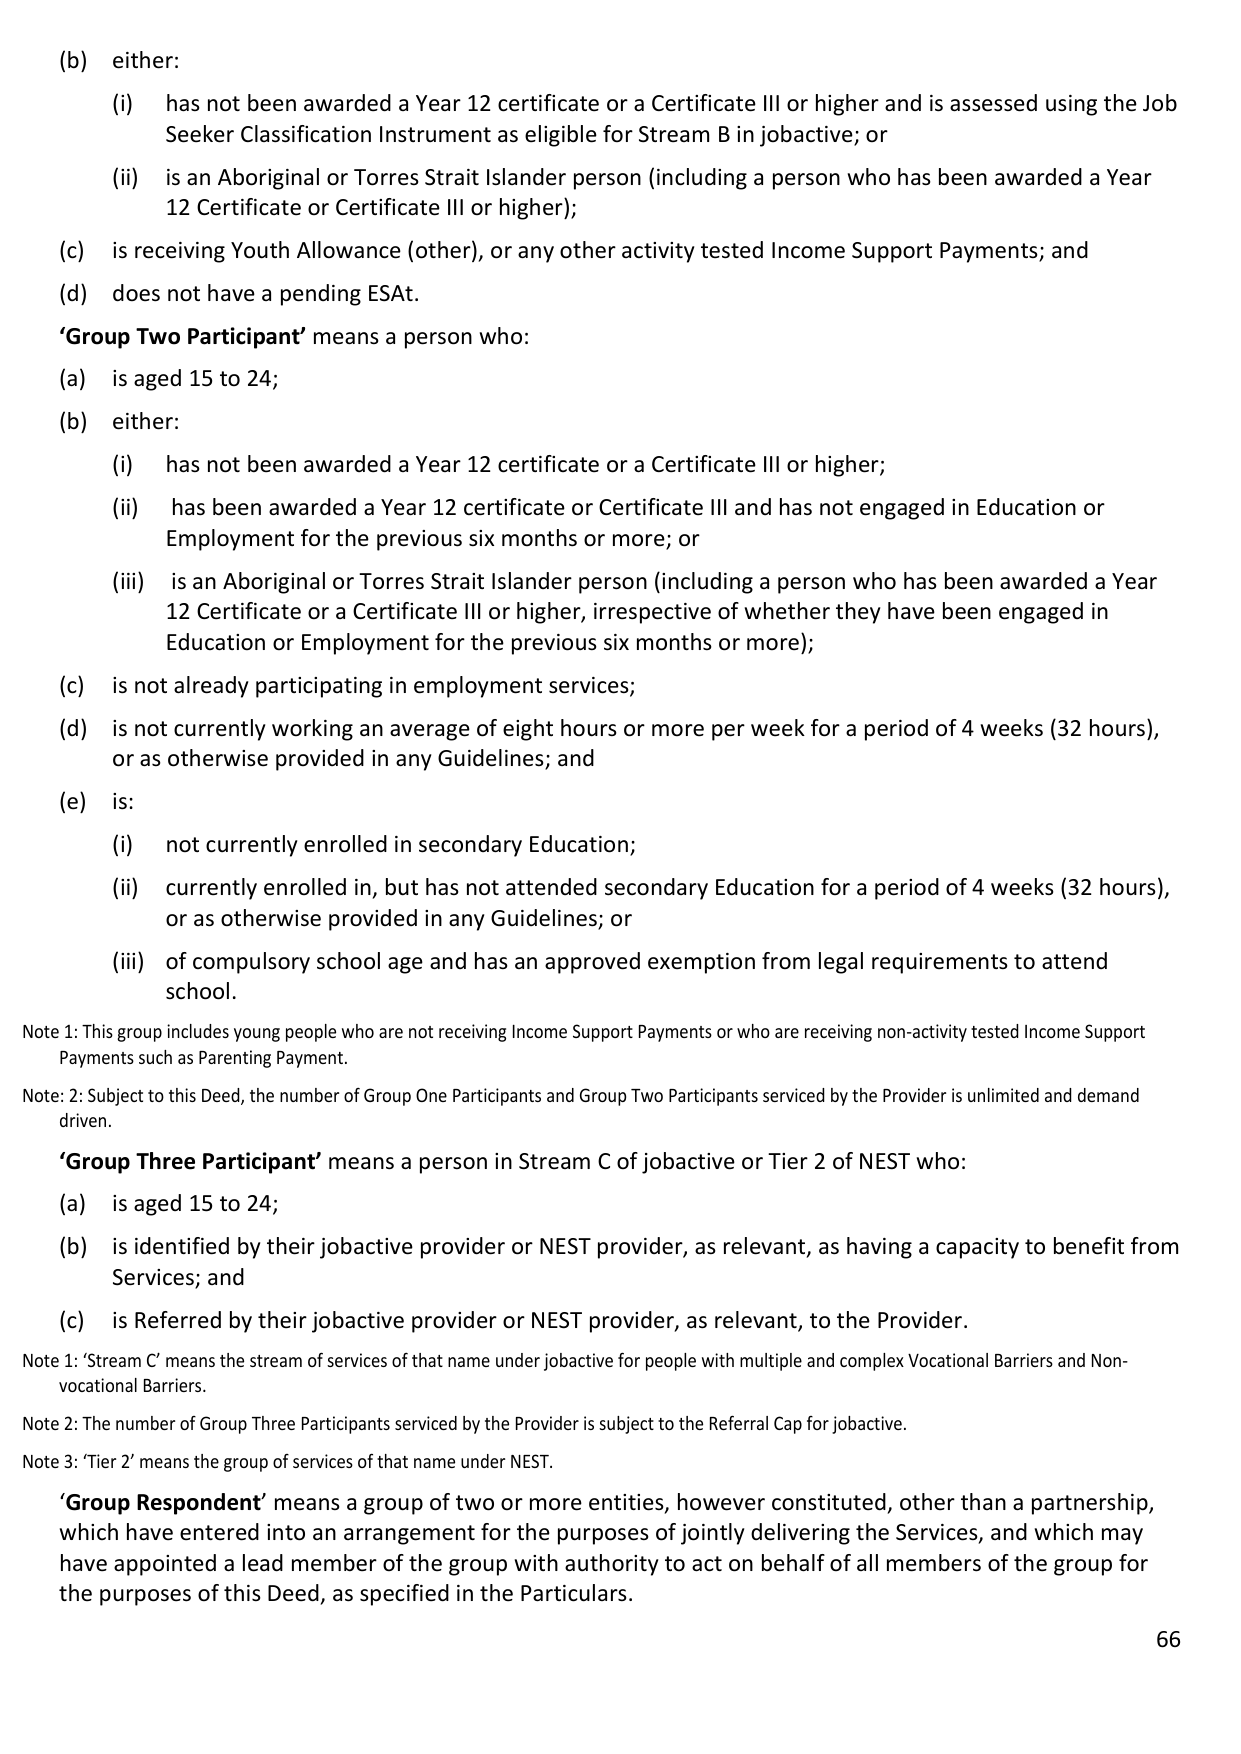 (b) either:
(i) has not been awarded a Year 12 certificate or a Certificate III or higher and is assessed using the Job
Seeker Classification Instrument as eligible for Stream B in jobactive; or
(ii) is an Aboriginal or Torres Strait Islander person (including a person who has been awarded a Year
12 Certificate or Certificate III or higher);
(c) is receiving Youth Allowance (other), or any other activity tested Income Support Payments; and
(d) does not have a pending ESAt.
‘Group Two Participant’ means a person who:
(a) is aged 15 to 24;
(b) either:
(i) has not been awarded a Year 12 certificate or a Certificate III or higher;
(ii) has been awarded a Year 12 certificate or Certificate III and has not engaged in Education or
Employment for the previous six months or more; or
(iii) is an Aboriginal or Torres Strait Islander person (including a person who has been awarded a Year
12 Certificate or a Certificate III or higher, irrespective of whether they have been engaged in
Education or Employment for the previous six months or more);
(c) is not already participating in employment services;
(d) is not currently working an average of eight hours or more per week for a period of 4 weeks (32 hours),
or as otherwise provided in any Guidelines; and
(e) is:
(i) not currently enrolled in secondary Education;
(ii) currently enrolled in, but has not attended secondary Education for a period of 4 weeks (32 hours),
or as otherwise provided in any Guidelines; or
(iii) of compulsory school age and has an approved exemption from legal requirements to attend
school.
Note 1: This group includes young people who are not receiving Income Support Payments or who are receiving non-activity tested Income Support
Payments such as Parenting Payment.
Note: 2: Subject to this Deed, the number of Group One Participants and Group Two Participants serviced by the Provider is unlimited and demand
driven.
‘Group Three Participant’ means a person in Stream C of jobactive or Tier 2 of NEST who:
(a) is aged 15 to 24;
(b) is identified by their jobactive provider or NEST provider, as relevant, as having a capacity to benefit from
Services; and
(c) is Referred by their jobactive provider or NEST provider, as relevant, to the Provider.
Note 1: ‘Stream C’ means the stream of services of that name under jobactive for people with multiple and complex Vocational Barriers and Non-
vocational Barriers.
Note 2: The number of Group Three Participants serviced by the Provider is subject to the Referral Cap for jobactive.
Note 3: ‘Tier 2’ means the group of services of that name under NEST.
‘Group Respondent’ means a group of two or more entities, however constituted, other than a partnership,
which have entered into an arrangement for the purposes of jointly delivering the Services, and which may
have appointed a lead member of the group with authority to act on behalf of all members of the group for
the purposes of this Deed, as specified in the Particulars.
66